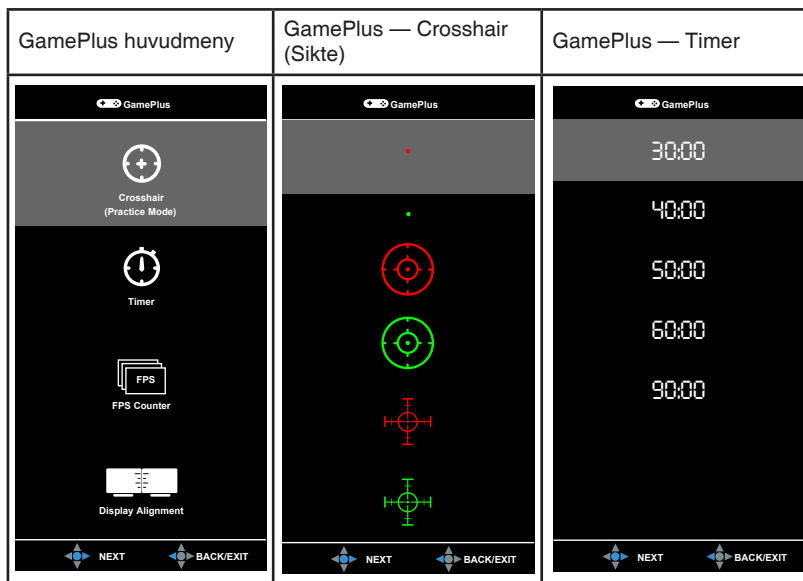 GamePlus huvudmeny
GamePlus — Crosshair
(Sikte)
GamePlus — Timer
GamePlus
Crosshair
(Practice Mode)
Timer
FPS
FPS Counter
Display Alignment
NEXT BACK/EXIT
GamePlus
NEXT BACK/EXIT
GamePlus
30:00
40:00
50:00
60:00
90:00
NEXT BACK/EXIT